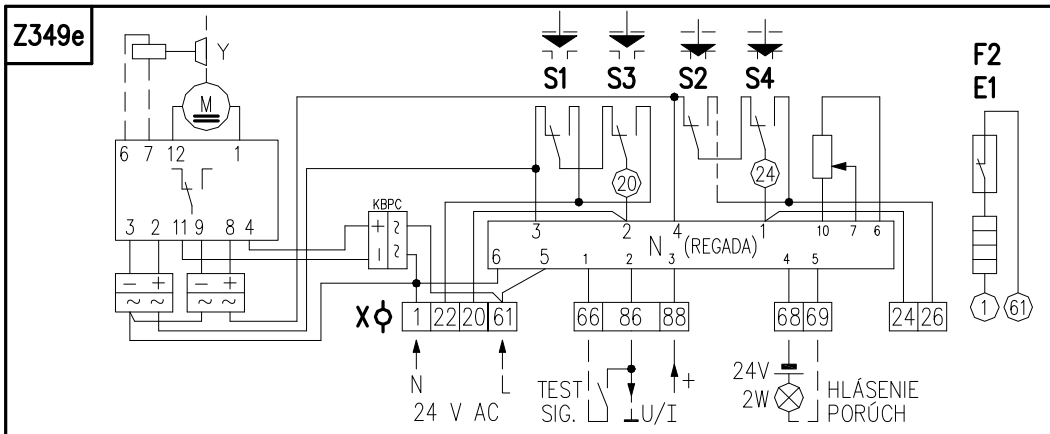 Z349e
Y
M
S1 S3 S2 S4
F2
E1
6 7 12 1
3 2 11 9 8 4
KBPC
+ ~
- ~
- +
~ ~
- +
~ ~
20
24
3 2 4 1 10 7 6
N (REGADA)
6 5 1 2 3 4 5
X 1 22 20 61 66 86 88 68 69 24 26
1 61
N L
24 V AC
TEST
SIG.
U/I
+
24V
2W
HLÁSENIE
PORÚCH